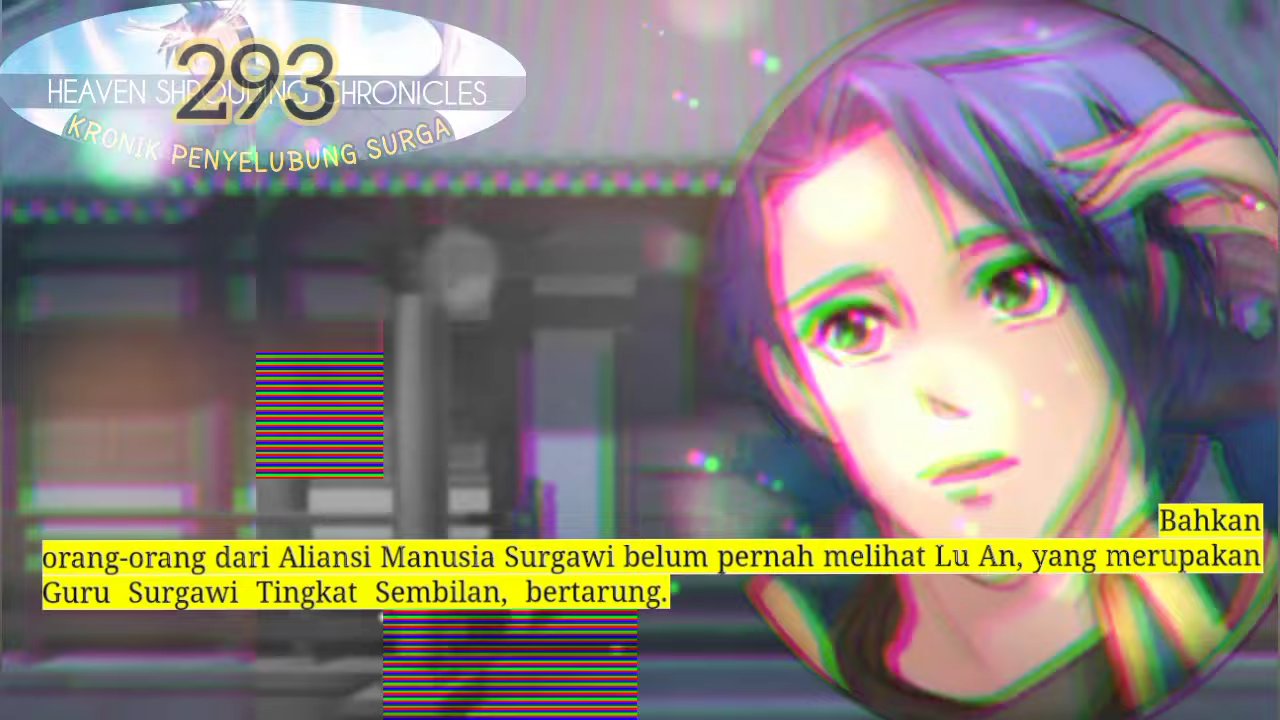 293
HEAVEN SHROUDING CHRONICLES
KRONIK PENYELUBUNG SURGA
Bahkan
orang-orang dari Aliansi Manusia Surgawi belum pernah melihat Lu An, yang merupakan
Guru Surgawi Tingkat Sembilan, bertarung.